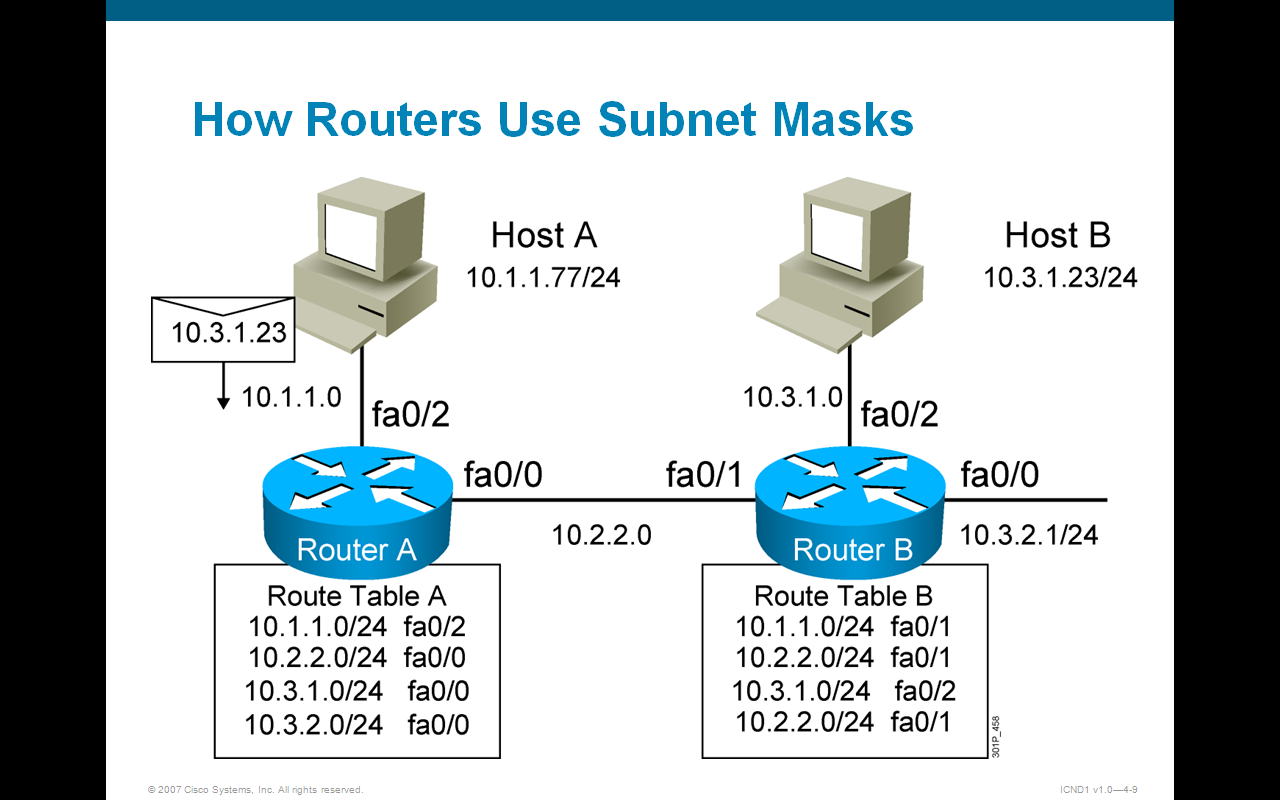 How Routers Use Subnet Masks
Host A
10.1.1.77/24
Host B
10.3.1.23/24
10.3.1.23
10.1.1.0
fa0/2
10.3.1.0
fa0/2
fa0/0
fa0/1
fa0/0
10.2.2.0
10.3.2.1/24
Router A
Router B
Route Table A
10.1.1.0/24 fa0/2
10.2.2.0/24 fa0/0
10.3.1.0/24 fa0/0
10.3.2.0/24 fa0/0
Route Table B
10.1.1.0/24 fa0/1
10.2.2.0/24 fa0/1
10.3.1.0/24 fa0/2
10.2.2.0/24 fa0/1
301P_458
© 2007 Cisco Systems, Inc. All rights reserved.
ICND1 v1.0—4-9